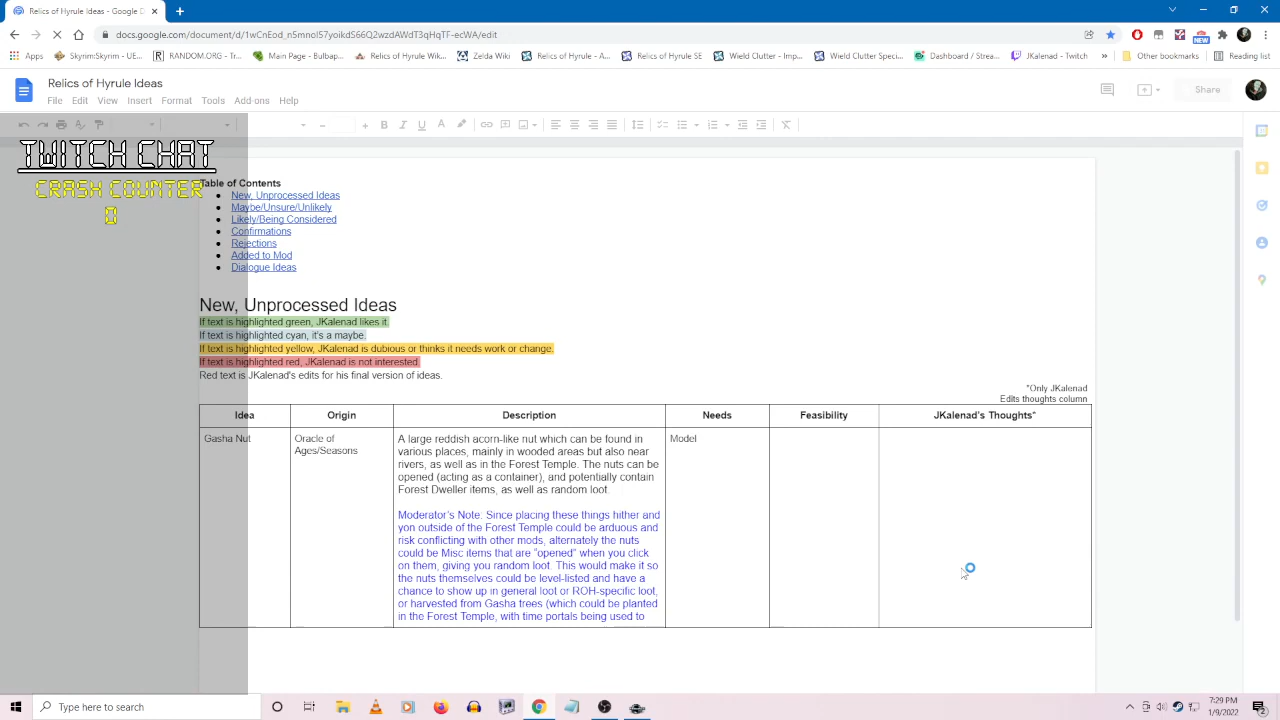 Relics of Hyrule Ideas - Google D
docs.google.com/document/d/1wCnEod_nSmnolS7yoikdS66Q2wzdAWdT3qHqTF-ecWA/edit
Apps
Skyrim:Skyrim - UE...
RANDOM.ORG - Tr...
Main Page - Bulbap...
Relics of Hyrule Wik...
Zelda Wiki
Relics of Hyrule - A...
Relics of Hyrule SE
Wield Clutter - Imp...
Wield Clutter Speci...
Dashboard / Strea...
JKalenad - Twitch
»
Other bookmarks
Reading list
NEW
Relics of Hyrule Ideas
File Edit View Insert Format Tools Add-ons Help
Share
TWITCH CHAT
CRASH COUNTER
0
Table of Contents
● New, Unprocessed Ideas
● Maybe/Unsure/Unlikely
● Likely/Being Considered
● Confirmations
● Rejections
● Added to Mod
● Dialogue Ideas
New, Unprocessed Ideas
If text is highlighted green, JKalenad likes it.
If text is highlighted cyan, it's a maybe.
If text is highlighted yellow, JKalenad is dubious or thinks it needs work or change.
If text is highlighted red, JKalenad is not interested.
Red text is JKalenad's edits for his final version of ideas.
*Only JKalenad
Edits thoughts column
Idea Origin Description Needs Feasibility JKalenad's Thoughts*
Gasha Nut
Oracle of
Ages/Seasons
A large reddish acorn-like nut which can be found in
various places, mainly in wooded areas but also near
rivers, as well as in the Forest Temple. The nuts can be
opened (acting as a container), and potentially contain
Forest Dweller items, as well as random loot.
Moderator's Note: Since placing these things hither and
yon outside of the Forest Temple could be arduous and
risk conflicting with other mods, alternately the nuts
could be Misc items that are "opened" when you click
on them, giving you random loot. This would make it so
the nuts themselves could be level-listed and have a
chance to show up in general loot or ROH-specific loot,
or harvested from Gasha trees (which could be planted
in the Forest Temple, with time portals being used to
Model
Type here to search
7:29 PM
1/9/2022
2